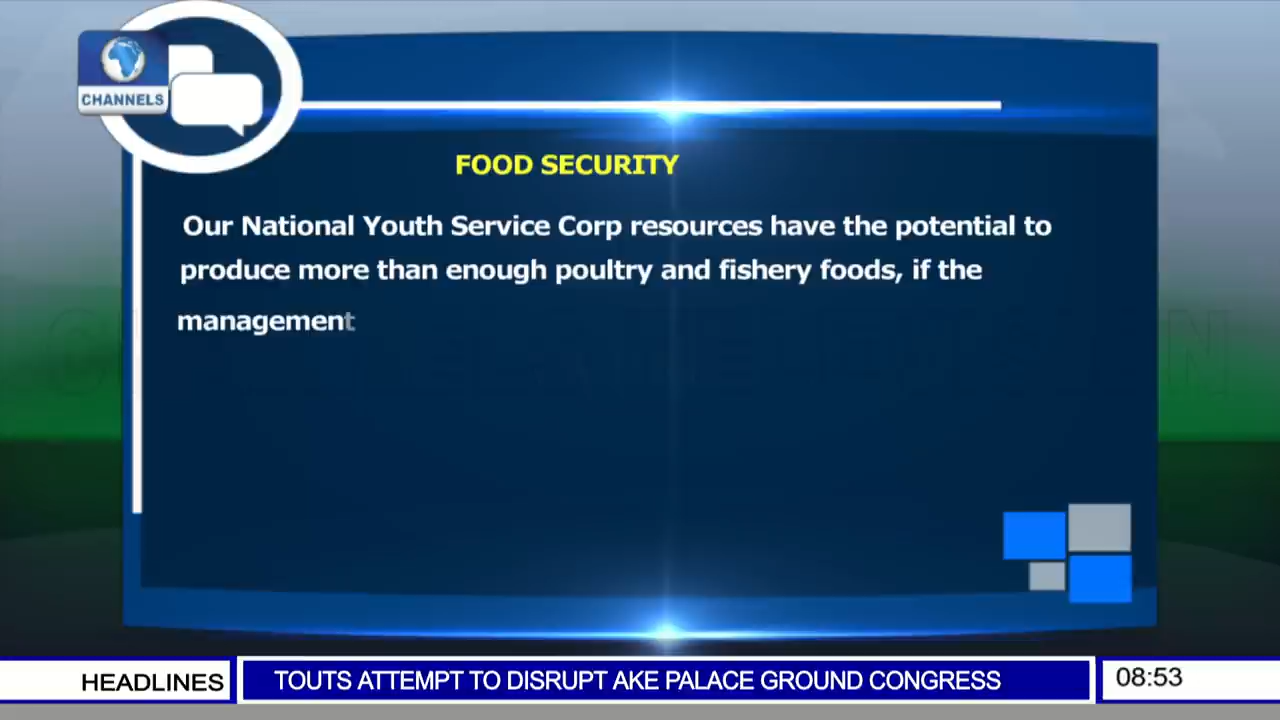 CHANNELS
FOOD SECURITY
Our National Youth Service Corp resources have the potential to
produce more than enough poultry and fishery foods, if the
management
HEADLINES
TOUTS ATTEMPT TO DISRUPT AKE PALACE GROUND CONGRESS
08:53